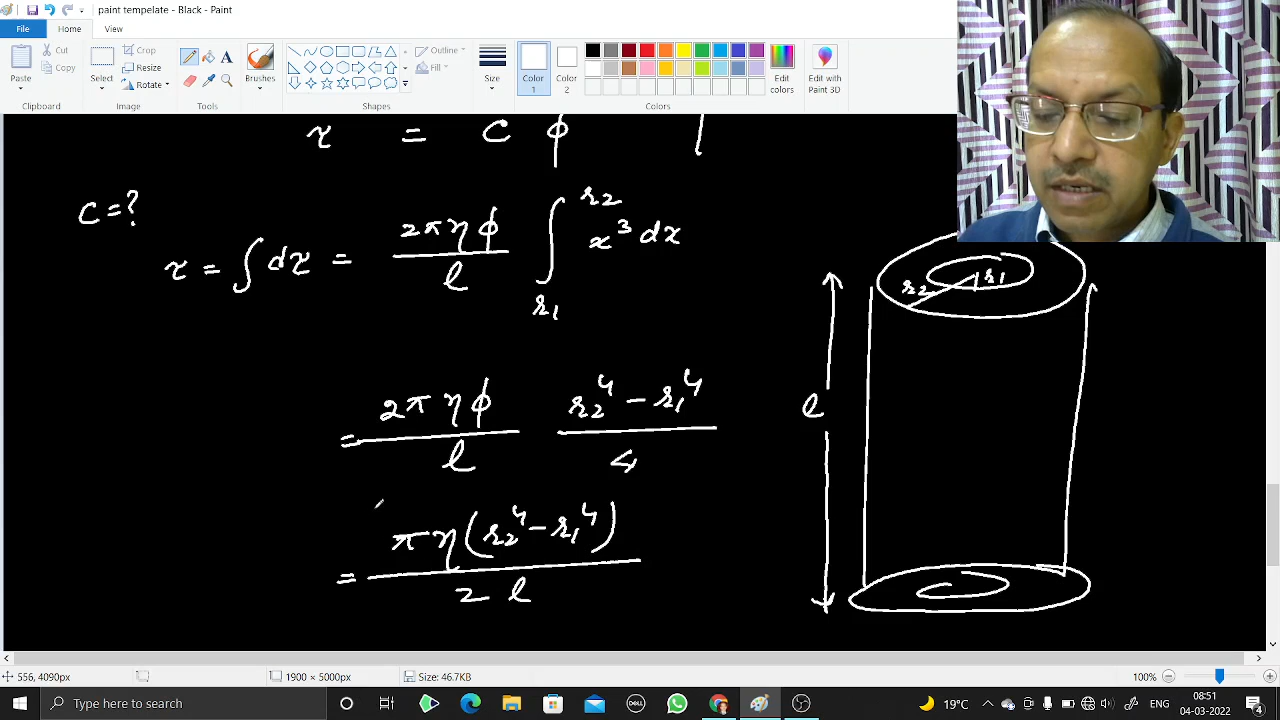 paint template - Black - Paint
File Home View
Paste Cut Copy Clipboard
Select Crop Resize Rotate Image
Tools
Brushes
Outline Fill Shapes
Size
Color 1 Color 2 Edit colors Colors
Edit with Paint 3D
τ = c φ
c = ?
τ = ∫ dτ = 2πηφ / l ∫_{r1}^{r2} x³ dx
= 2πηφ / l (r2⁴ - r1⁴) / 4
= πη(r2⁴ - r1⁴) / 2l
r2 r1
l
556, 4090px 1900 × 5000px Size: 46.7KB 100%
Type here to search DELL 19°C ENG 08:51 04-03-2022